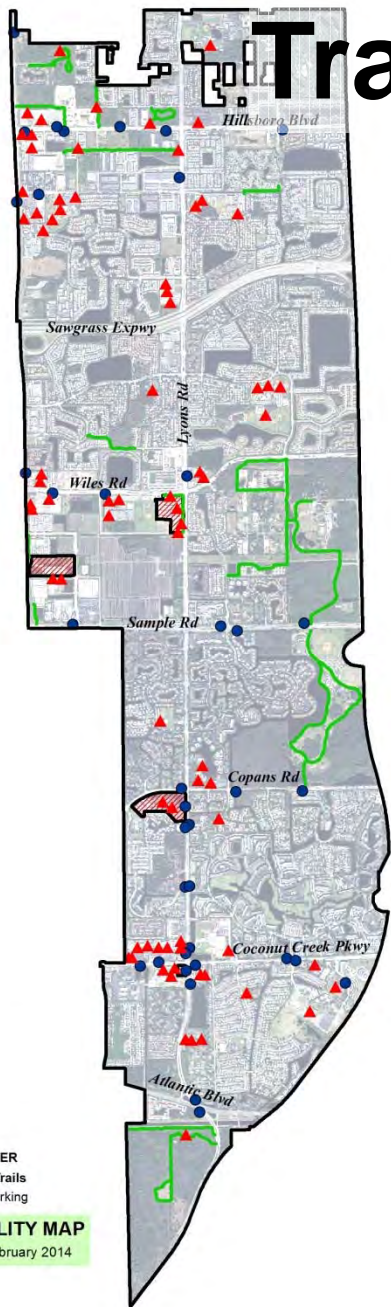 Tra
Hillsboro Blvd
Sawgrass Expwy
Lyons Rd
Wiles Rd
Sample Rd
Copans Rd
Coconut Creek Pkwy
Atlantic Blvd
ER
rails
rking
LITY MAP
bruary 2014